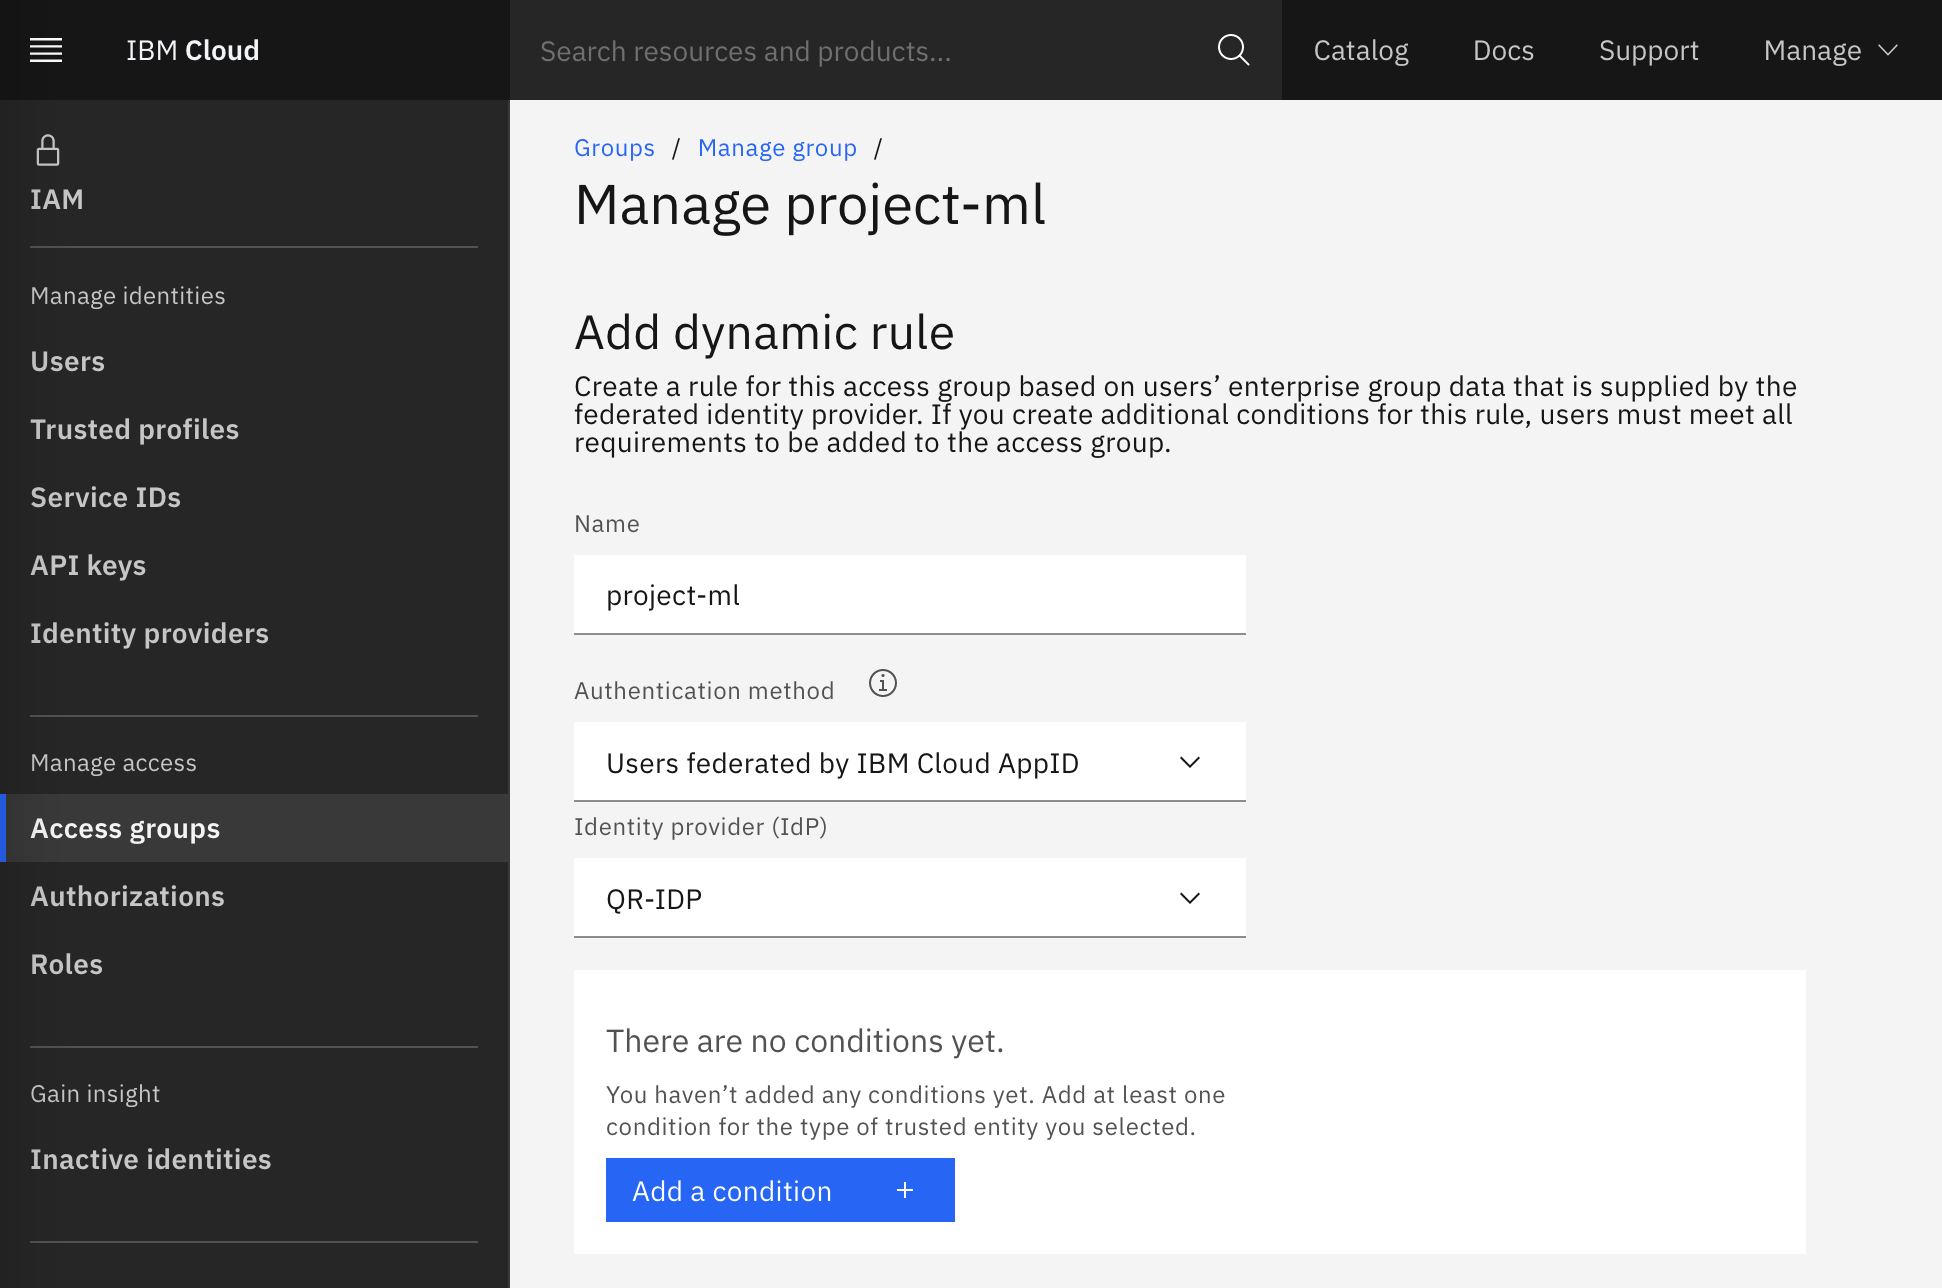 IBM Cloud
Search resources and products...
Catalog
Docs
Support
Manage
IAM
Manage identities
Users
Trusted profiles
Service IDs
API keys
Identity providers
Manage access
Access groups
Authorizations
Roles
Gain insight
Inactive identities
Groups / Manage group /
Manage project-ml
Add dynamic rule
Create a rule for this access group based on users’ enterprise group data that is supplied by the
federated identity provider. If you create additional conditions for this rule, users must meet all
requirements to be added to the access group.
Name
project-ml
Authentication method
Users federated by IBM Cloud AppID
Identity provider (IdP)
QR-IDP
There are no conditions yet.
You haven’t added any conditions yet. Add at least one
condition for the type of trusted entity you selected.
Add a condition +